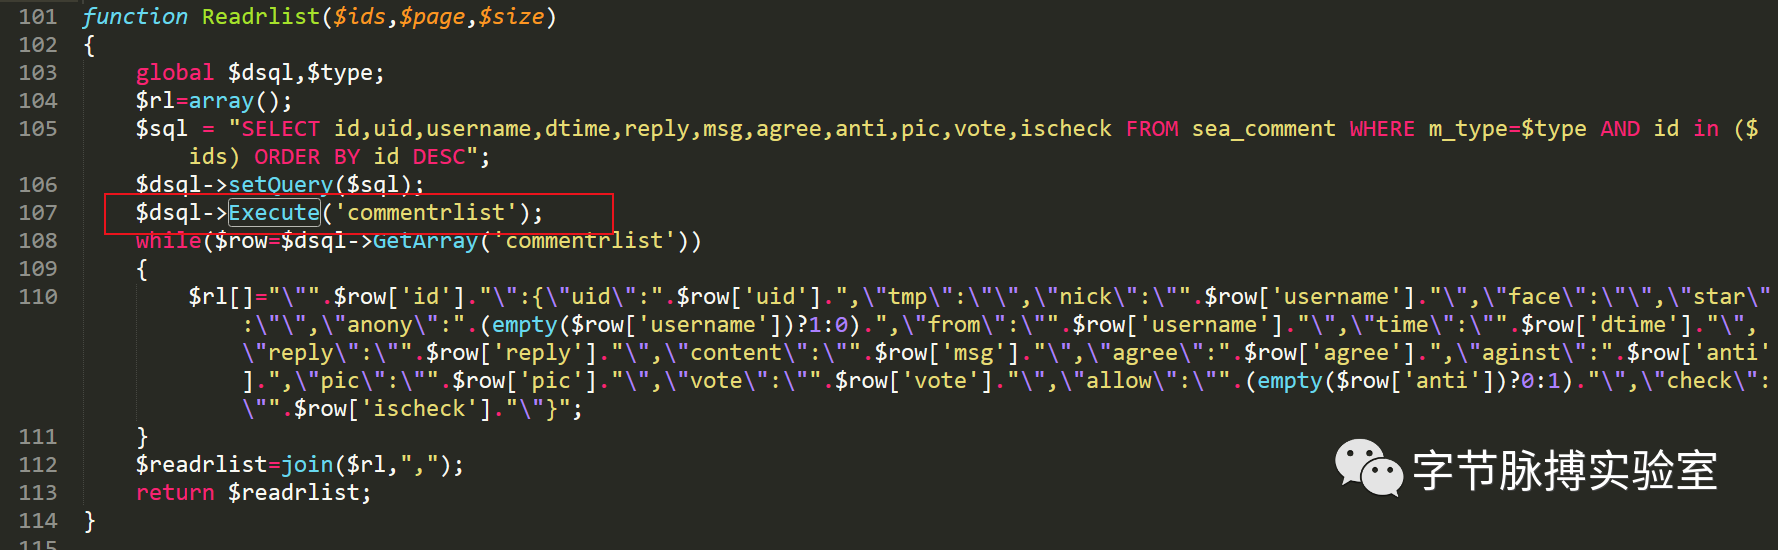 101 function Readrlist($ids,$page,$size)
102 {
103 global $dsql,$type;
104 $rl=array();
105 $sql = "SELECT id,uid,username,dtime,reply,msg,agree,anti,pic,vote,ischeck FROM sea_comment WHERE m_type=$type AND id in ($
ids) ORDER BY id DESC";
106 $dsql->setQuery($sql);
107 $dsql->Execute('commentrlist');
108 while($row=$dsql->GetArray('commentrlist'))
109 {
110 $rl[]="\"".$row['id']."\":{\"uid\":".$row['uid'].",\"tmp\":\"\",\"nick\":\"".$row['username']."\",\"face\":\"\",\"star\"
:\"\",\"anony\":".(empty($row['username'])?1:0).",\"from\":\"".$row['username']."\",\"time\":\"".$row['dtime']."\",
\"reply\":\"".$row['reply']."\",\"content\":\"".$row['msg']."\",\"agree\":".$row['agree'].",\"aginst\":".$row['anti'
].",\"pic\":\"".$row['pic']."\",\"vote\":\"".$row['vote']."\",\"allow\":\"".(empty($row['anti'])?0:1)."\",\"check\":
\"".$row['ischeck']."\"}";
111 }
112 $readrlist=join($rl,",");
113 return $readrlist;
114 }
115
字节脉搏实验室